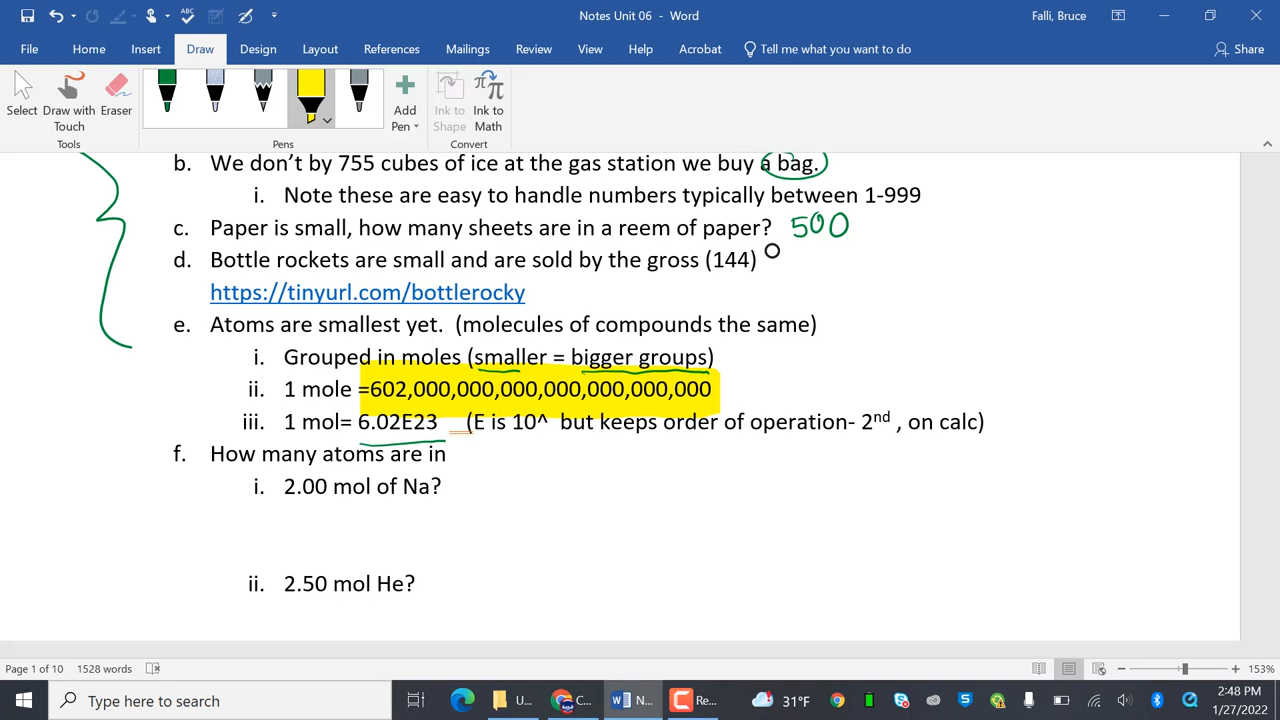 Notes Unit 06 - Word
Falli, Bruce
File Home Insert Draw Design Layout References Mailings Review View Help Acrobat Tell me what you want to do Share
Select
Draw with Touch
Eraser
Add Pen
Ink to Shape
Ink to Math
Tools Pens Convert
b. We don't by 755 cubes of ice at the gas station we buy a bag.
i. Note these are easy to handle numbers typically between 1-999
c. Paper is small, how many sheets are in a reem of paper? 500
d. Bottle rockets are small and are sold by the gross (144)
https://tinyurl.com/bottlerocky
e. Atoms are smallest yet. (molecules of compounds the same)
i. Grouped in moles (smaller = bigger groups)
ii. 1 mole =602,000,000,000,000,000,000,000
iii. 1 mol= 6.02E23 (E is 10^ but keeps order of operation- 2nd , on calc)
f. How many atoms are in
i. 2.00 mol of Na?
ii. 2.50 mol He?
Page 1 of 10 1528 words 153%
Type here to search U... C... N... Re... 31°F 2:48 PM
1/27/2022